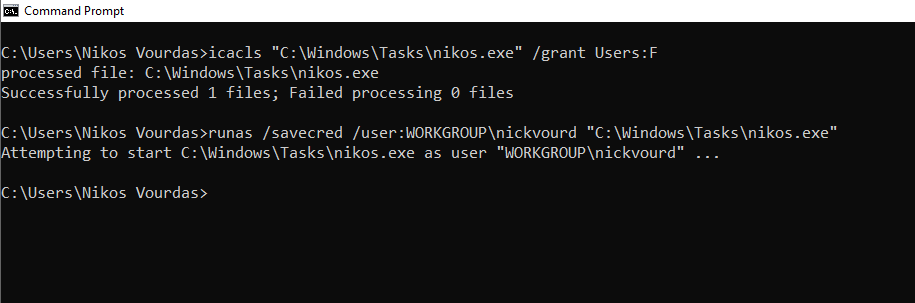 Command Prompt
C:\Users\Nikos Vourdas>icacls "C:\Windows\Tasks\nikos.exe" /grant Users:F
processed file: C:\Windows\Tasks\nikos.exe
Successfully processed 1 files; Failed processing 0 files
C:\Users\Nikos Vourdas>runas /savecred /user:WORKGROUP\nickvourd "C:\Windows\Tasks\nikos.exe"
Attempting to start C:\Windows\Tasks\nikos.exe as user "WORKGROUP\nickvourd" ...
C:\Users\Nikos Vourdas>